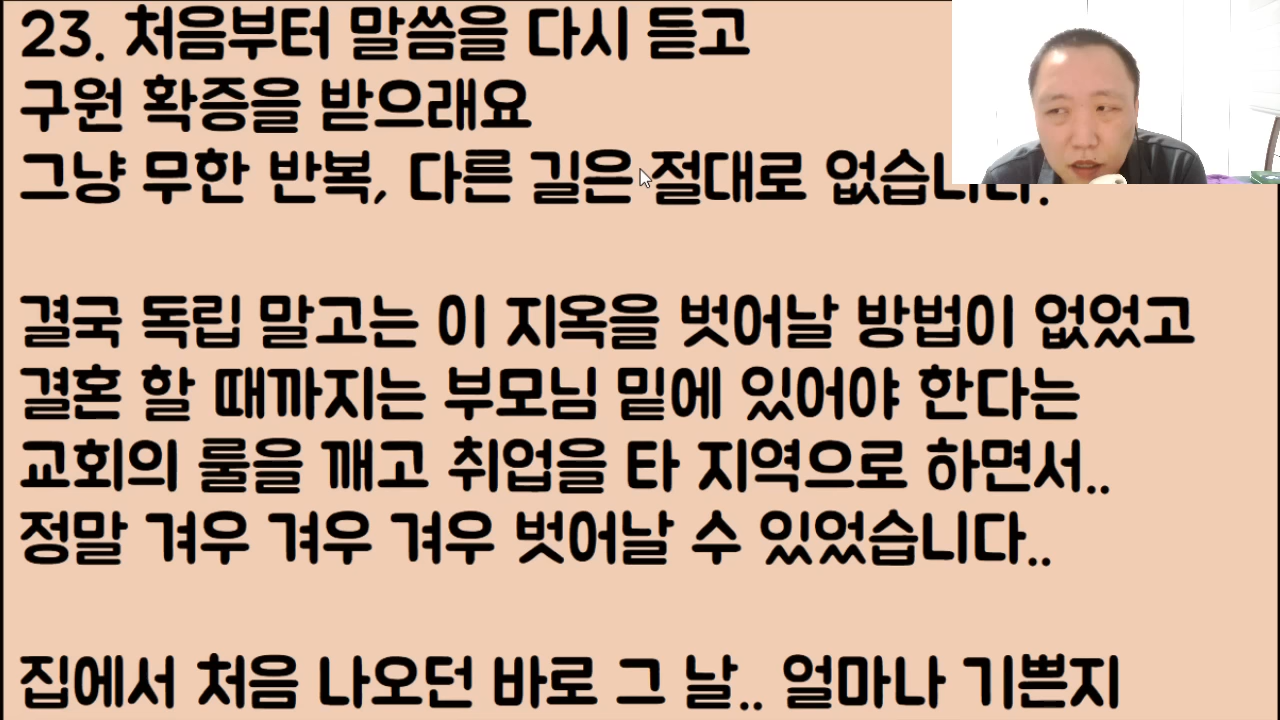 23. 처음부터 말씀을 다시 듣고
구원 확증을 받으래요
그냥 무한 반복, 다른 길은 절대로 없습니다.
결국 독립 말고는 이 지옥을 벗어날 방법이 없었고
결혼 할 때까지는 부모님 밑에 있어야 한다는
교회의 룰을 깨고 취업을 타 지역으로 하면서..
정말 겨우 겨우 겨우 벗어날 수 있었습니다..
집에서 처음 나오던 바로 그 날.. 얼마나 기쁜지